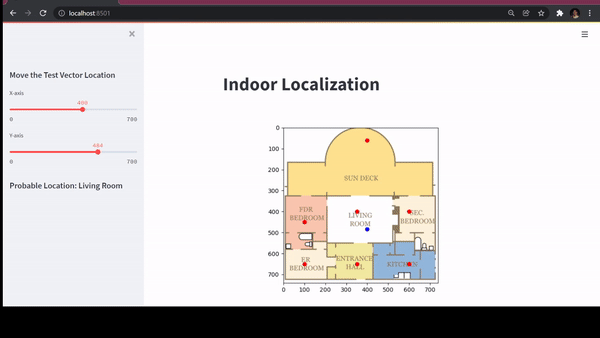 localhost:8501
Move the Test Vector Location
X-axis
400
0 700
Y-axis
484
0 700
Probable Location: Living Room
Indoor Localization
0
100
200
300
400
500
600
700
SUN DECK
FDR
BEDROOM
LIVING
ROOM
SEC.
BEDROOM
ER
BEDROOM
ENTRANCE
HALL
KITCHEN
0 100 200 300 400 500 600 700